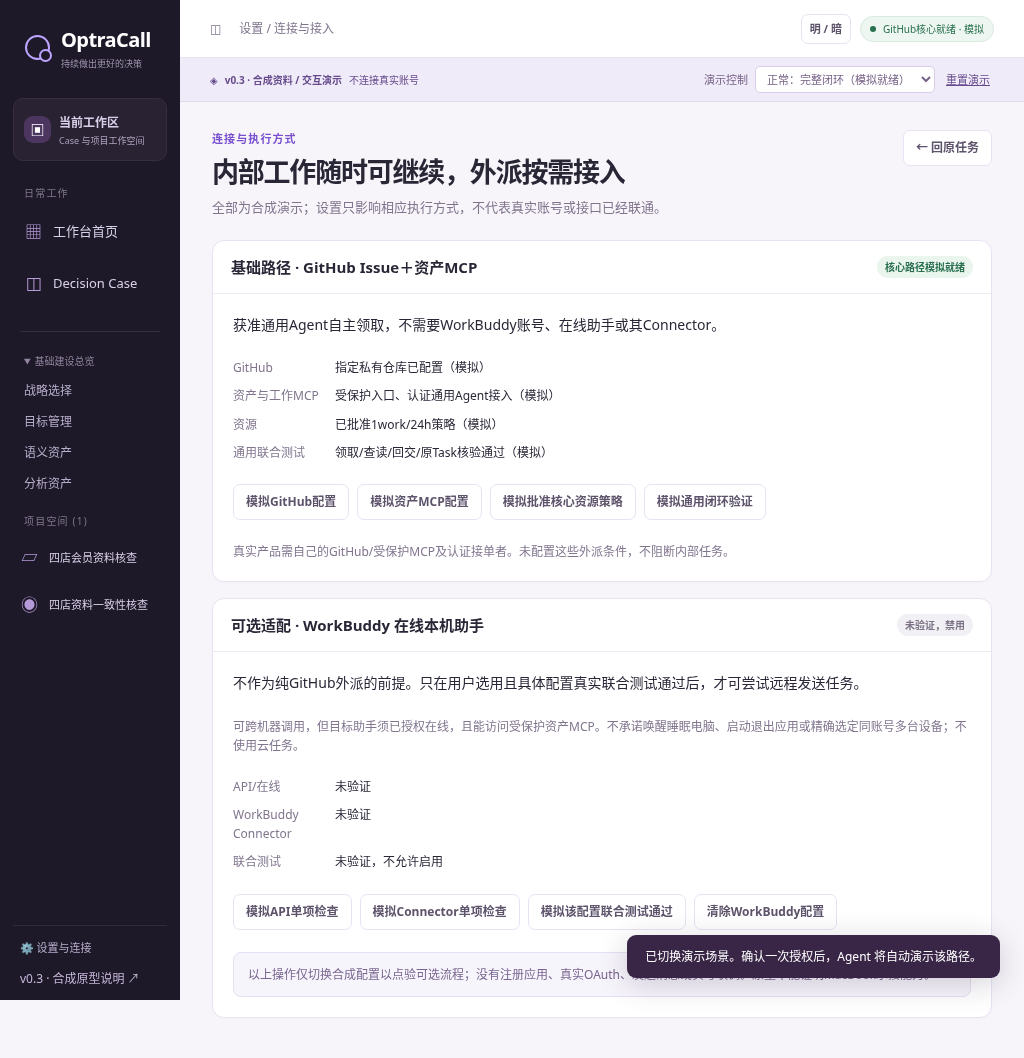 OptraCall
持续做出更好的决策
当前工作区
Case 与项目工作空间
日常工作
工作台首页
Decision Case
▼ 基础建设总览
战略选择
目标管理
语义资产
分析资产
项目空间 (1)
四店会员资料核查
四店资料一致性核查
⚙️ 设置与连接
v0.3 · 合成原型说明 ↗
设置 / 连接与接入
明 / 暗
GitHub核心就绪 · 模拟
◈ v0.3 · 合成资料 / 交互演示 不连接真实账号
演示控制 正常：完整闭环（模拟就绪） 重置演示
连接与执行方式
内部工作随时可继续，外派按需接入
全部为合成演示；设置只影响相应执行方式，不代表真实账号或接口已经联通。
← 回原任务
基础路径 · GitHub Issue＋资产MCP
核心路径模拟就绪
获准通用Agent自主领取，不需要WorkBuddy账号、在线助手或其Connector。
GitHub 指定私有仓库已配置（模拟）
资产与工作MCP 受保护入口、认证通用Agent接入（模拟）
资源 已批准1work/24h策略（模拟）
通用联合测试 领取/查读/回交/原Task核验通过（模拟）
模拟GitHub配置 模拟资产MCP配置 模拟批准核心资源策略 模拟通用闭环验证
真实产品需自己的GitHub/受保护MCP及认证接单者。未配置这些外派条件，不阻断内部任务。
可选适配 · WorkBuddy 在线本机助手
未验证，禁用
不作为纯GitHub外派的前提。只在用户选用且具体配置真实联合测试通过后，才可尝试远程发送任务。
可跨机器调用，但目标助手须已授权在线，且能访问受保护资产MCP。不承诺唤醒睡眠电脑、启动退出应用或精确选定同账号多台设备；不
使用云任务。
API/在线 未验证
WorkBuddy 未验证
Connector
联合测试 未验证，不允许启用
模拟API单项检查 模拟Connector单项检查 模拟该配置联合测试通过 清除WorkBuddy配置
以上操作仅切换合成配置以点验可选流程；没有注册应用、真实OAuth、
已切换演示场景。确认一次授权后，Agent 将自动演示该路径。